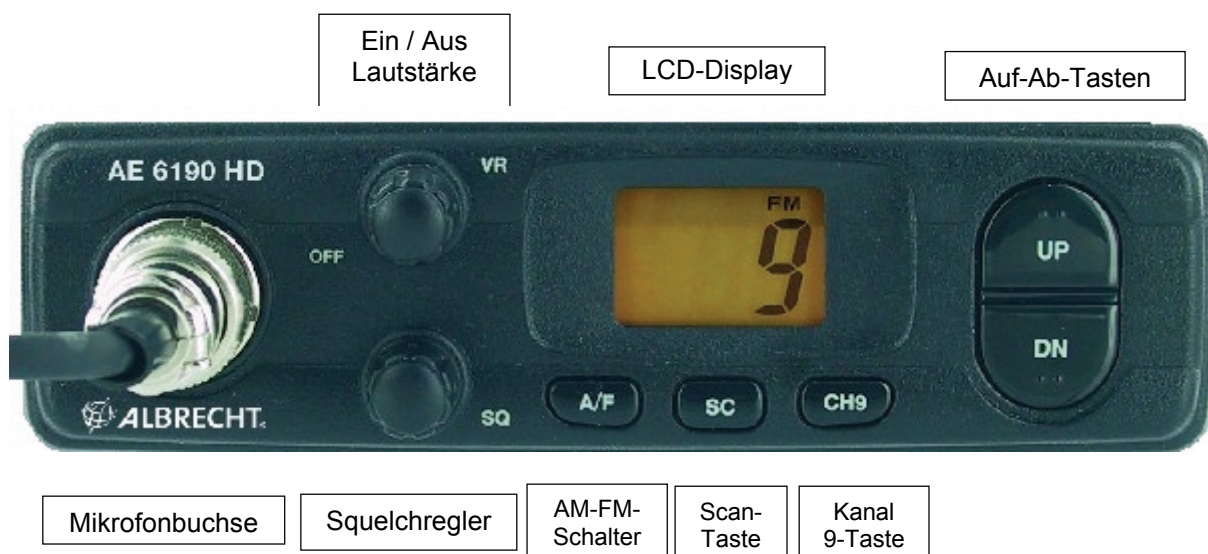 Ein / Aus
Lautstärke
LCD-Display
Auf-Ab-Tasten
AE 6190 HD
VR
FM
9
OFF
UP
DN
ALBRECHT
SQ
A/F
SC
CH9
Mikrofonbuchse
Squelchregler
AM-FM-
Schalter
Scan-
Taste
Kanal
9-Taste